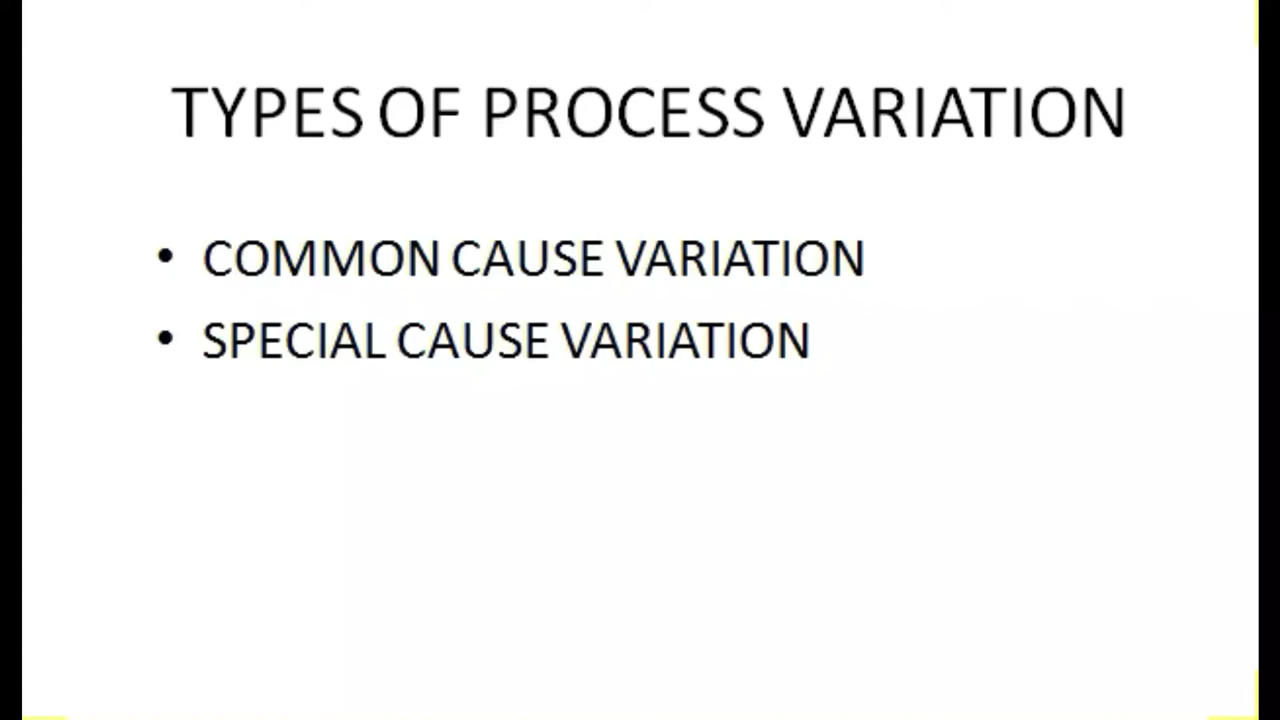 TYPES OF PROCESS VARIATION
• COMMON CAUSE VARIATION
• SPECIAL CAUSE VARIATION